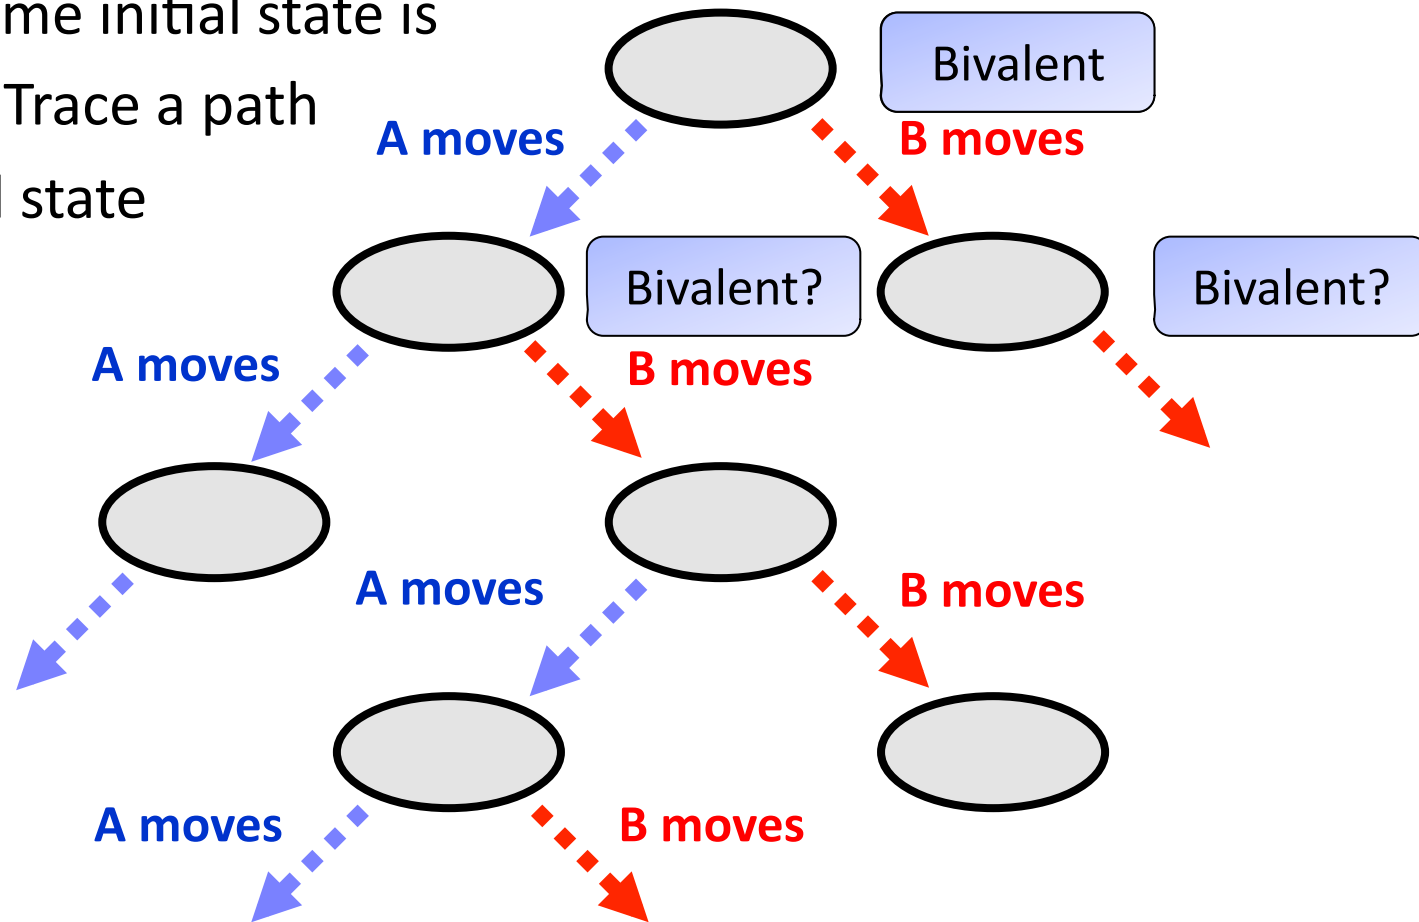 me initial state is
Bivalent
Trace a path
A moves
B moves
state
Bivalent?
Bivalent?
A moves
B moves
A moves
B moves
A moves
B moves